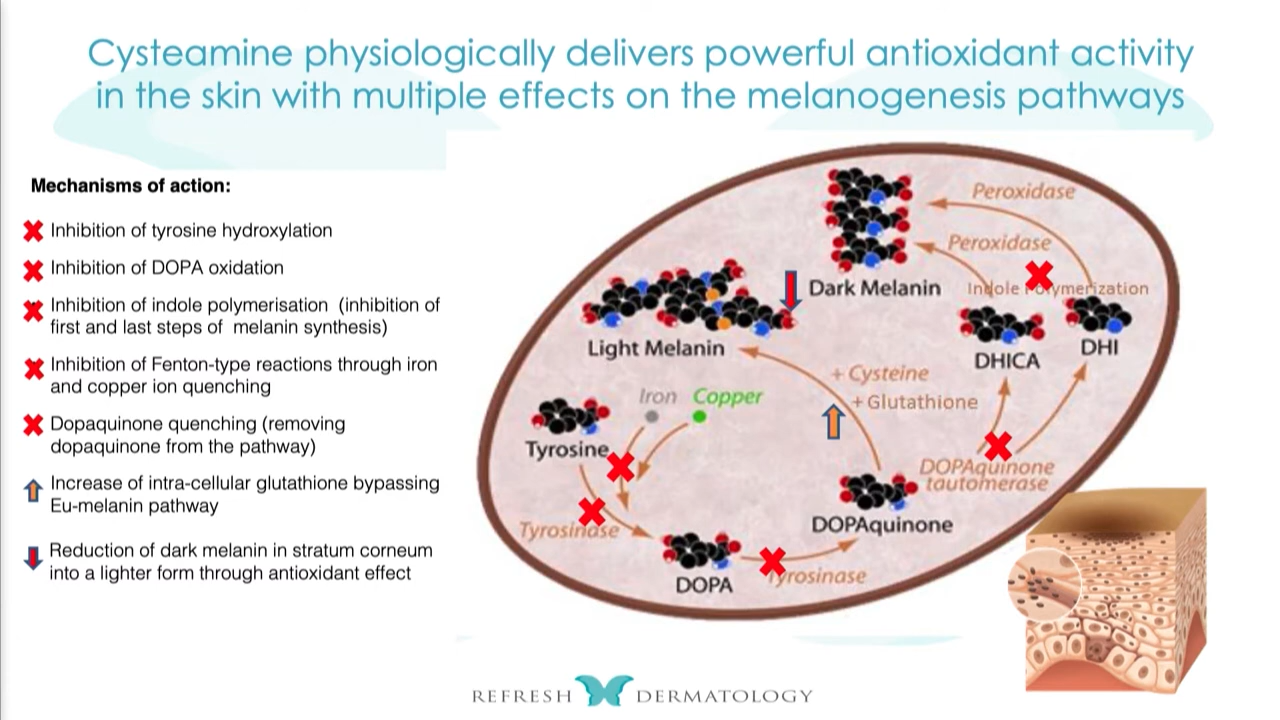 Cysteamine physiologically delivers powerful antioxidant activity
in the skin with multiple effects on the melanogenesis pathways
Mechanisms of action:
Inhibition of tyrosine hydroxylation
Inhibition of DOPA oxidation
Inhibition of indole polymerisation (inhibition of
first and last steps of melanin synthesis)
Inhibition of Fenton-type reactions through iron
and copper ion quenching
Dopaquinone quenching (removing
dopaquinone from the pathway)
Increase of intra-cellular glutathione bypassing
Eu-melanin pathway
Reduction of dark melanin in stratum corneum
into a lighter form through antioxidant effect
Peroxidase
Peroxidase
Dark Melanin
Indole Polymerization
Light Melanin
DHICA
DHI
+ Cysteine
+ Glutathione
Iron
Copper
Tyrosine
DOPAquinone
tautomerase
Tyrosinase
DOPAquinone
DOPA
Tyrosinase
REFRESH DERMATOLOGY